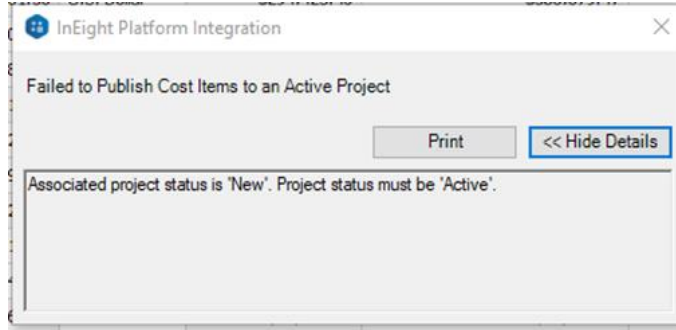 InEight Platform Integration
Failed to Publish Cost Items to an Active Project
Print
<< Hide Details
Associated project status is 'New'. Project status must be 'Active'.